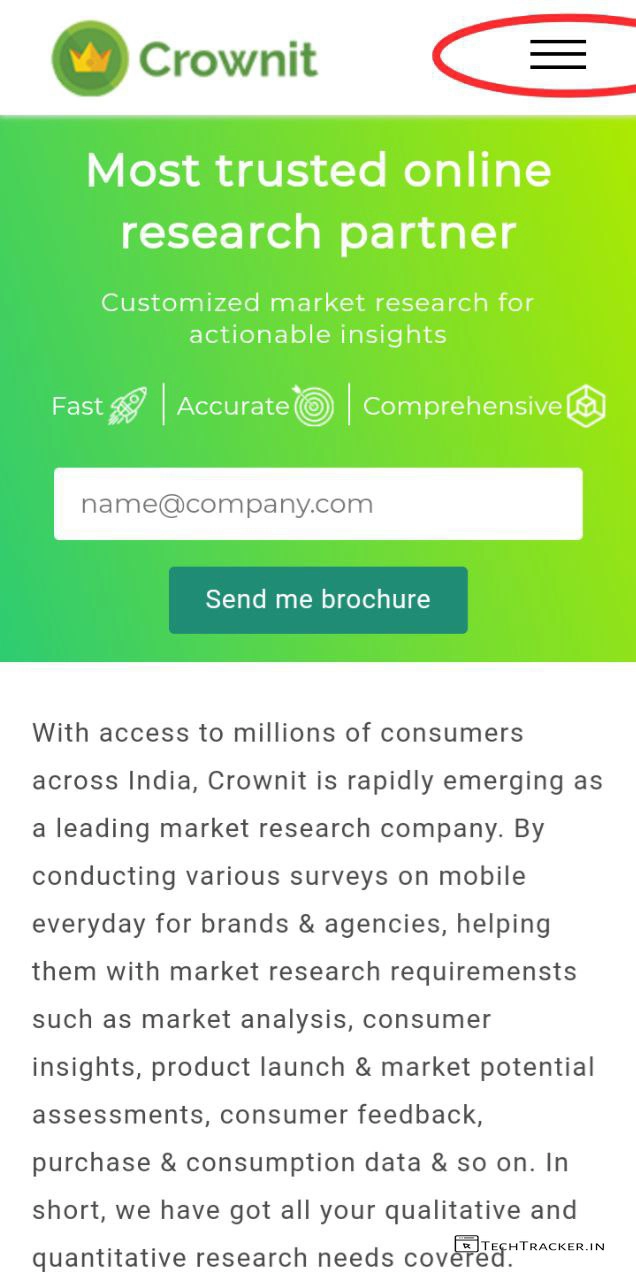 Crownit
Most trusted online
research partner
Customized market research for
actionable insights
Fast | Accurate | Comprehensive
name@company.com
Send me brochure
With access to millions of consumers
across India, Crownit is rapidly emerging as
a leading market research company. By
conducting various surveys on mobile
everyday for brands & agencies, helping
them with market research requiremensts
such as market analysis, consumer
insights, product launch & market potential
assessments, consumer feedback,
purchase & consumption data & so on. In
short, we have got all your qualitative and
quantitative research needs covered.
TECHTRACKER.IN